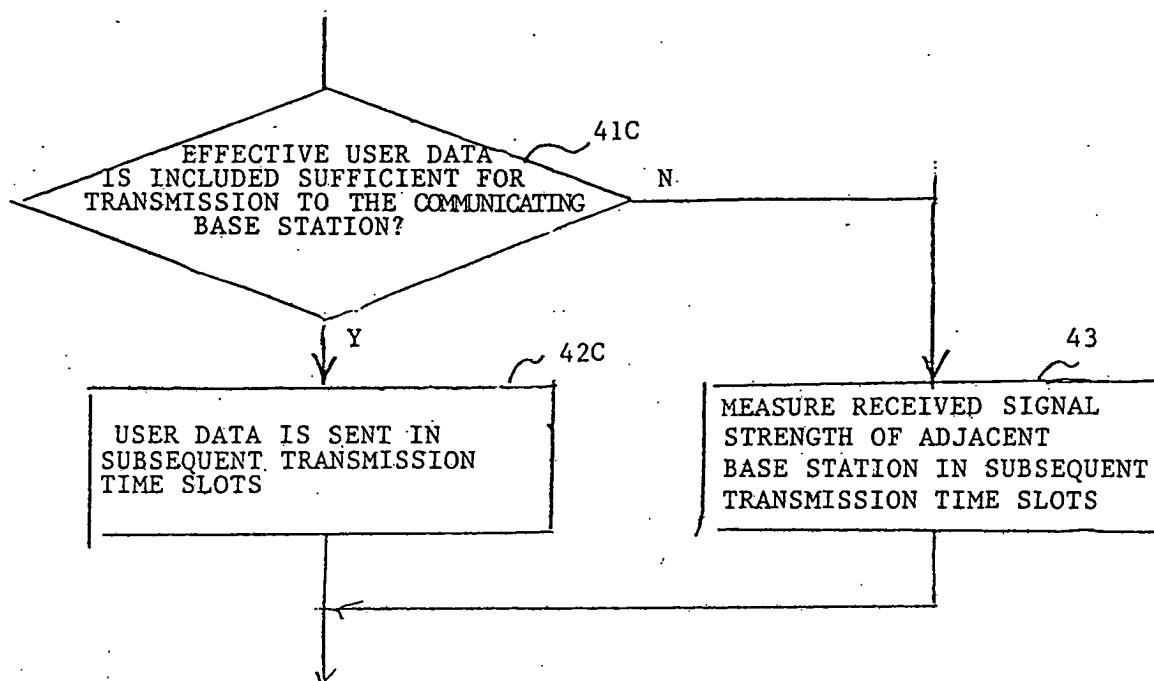 41C
EFFECTIVE USER DATA
IS INCLUDED SUFFICIENT FOR
TRANSMISSION TO THE COMMUNICATING
BASE STATION?
N
Y
42C
USER DATA IS SENT IN
SUBSEQUENT TRANSMISSION
TIME SLOTS
43
MEASURE RECEIVED SIGNAL
STRENGTH OF ADJACENT
BASE STATION IN SUBSEQUENT
TRANSMISSION TIME SLOTS